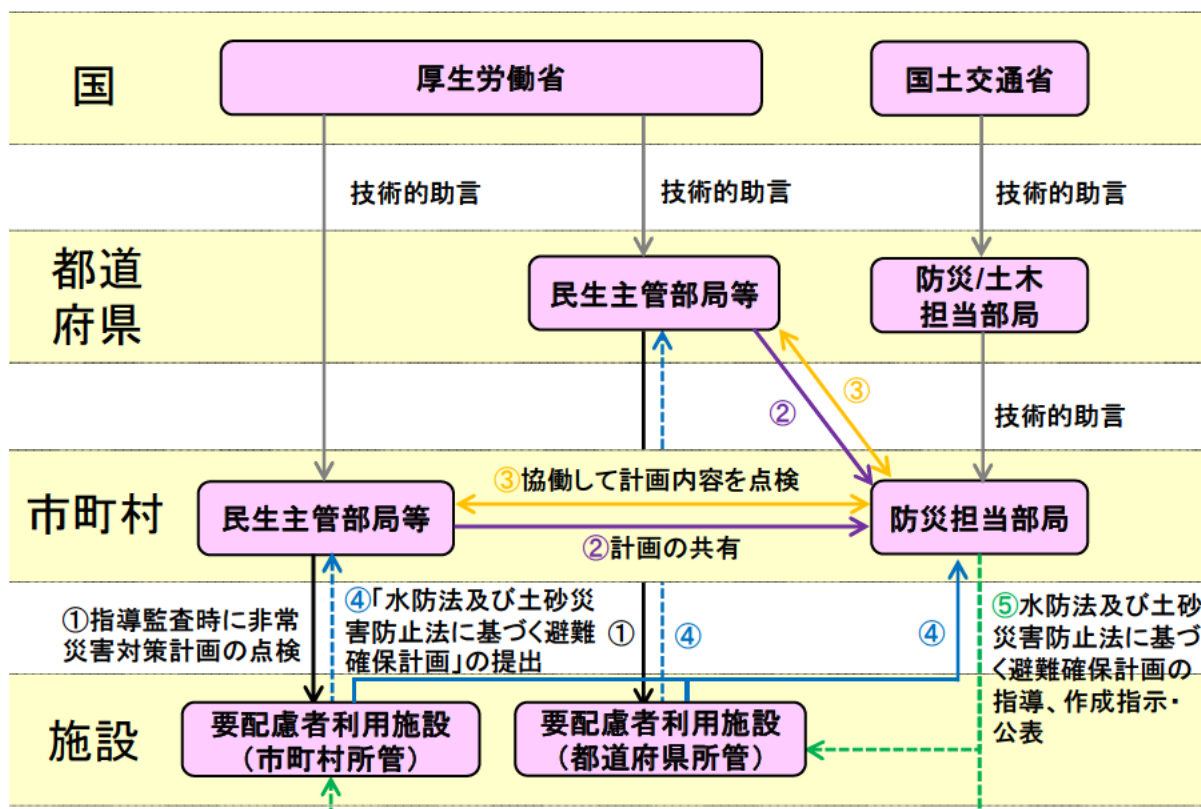 国
厚生労働省
国土交通省
技術的助言
技術的助言
技術的助言
都道
府県
民生主管部局等
防災/土木
担当部局
③
②
技術的助言
市町村
民生主管部局等
③協働して計画内容を点検
②計画の共有
防災担当部局
①指導監査時に非常
災害対策計画の点検
④「水防法及び土砂災
害防止法に基づく避難
確保計画」の提出
①
④
④
⑤水防法及び土砂
災害防止法に基づ
く避難確保計画の
指導、作成指示・
公表
施設
要配慮者利用施設
(市町村所管)
要配慮者利用施設
(都道府県所管)